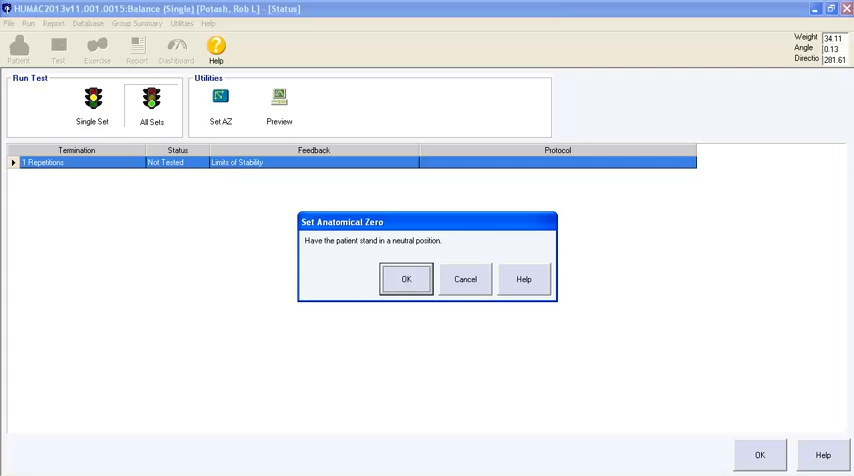 HUMAC2013v11.001.0015:Balance (Single) [Potash, Rob L] - [Status]
File Run Report Database Group Summary Utilities Help
Patient Test Exercise Report Dashboard Help
Weight 34.11
Angle 0.13
Directio 281.61
Run Test
Single Set All Sets
Utilities
Set AZ Preview
Termination Status Feedback Protocol
1 Repetitions Not Tested Limits of Stability
Set Anatomical Zero
Have the patient stand in a neutral position.
OK Cancel Help
OK Help